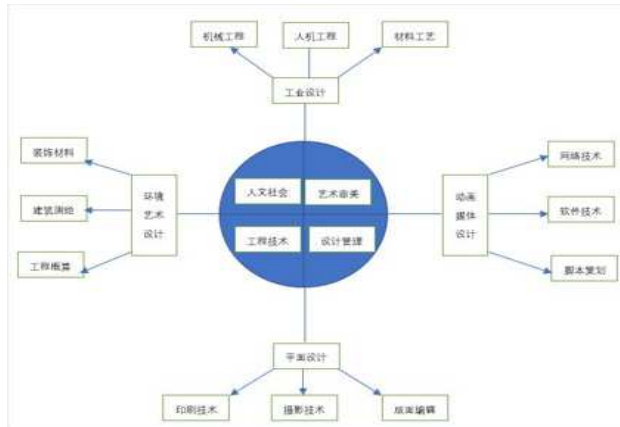 机械工程
人机工程
材料工艺
工业设计
装饰材料
建筑测绘
工程概算
环境
艺术
设计
人文社会
艺术审美
工程技术
设计管理
动画
媒体
设计
网络技术
软件技术
脚本策划
平面设计
印刷技术
摄影技术
版面编辑